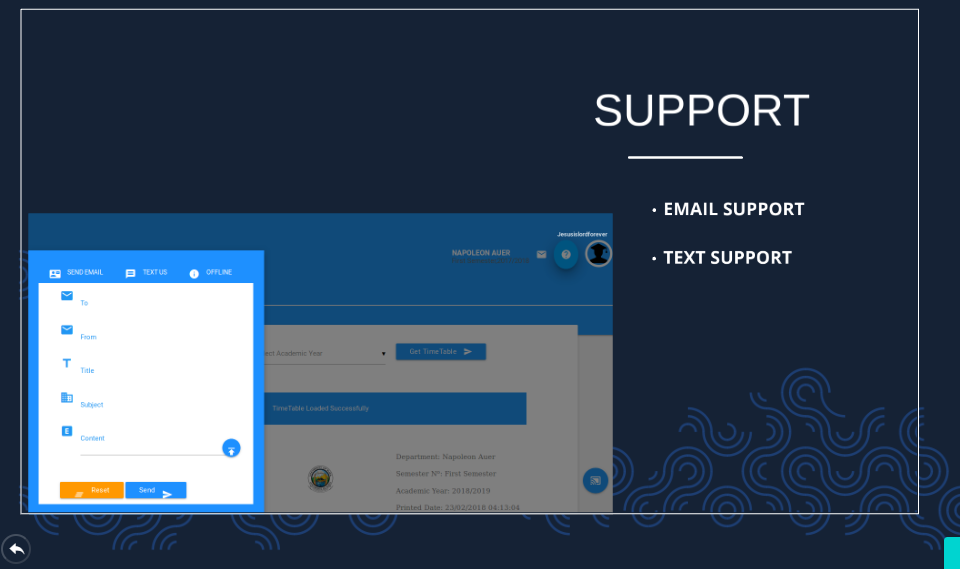 SUPPORT
• EMAIL SUPPORT
• TEXT SUPPORT
Jesusislordforever
NAPOLEON AUER
SEND EMAIL
TEXT US
OFFLINE
To
From
Title
Subject
Content
Reset
Send
ect Academic Year
Get TimeTable
TimeTable Loaded Successfully
Department: Napoleon Auer
Semester Nº: First Semester
Academic Year: 2018/2019
Printed Date: 23/02/2018 04:13:04